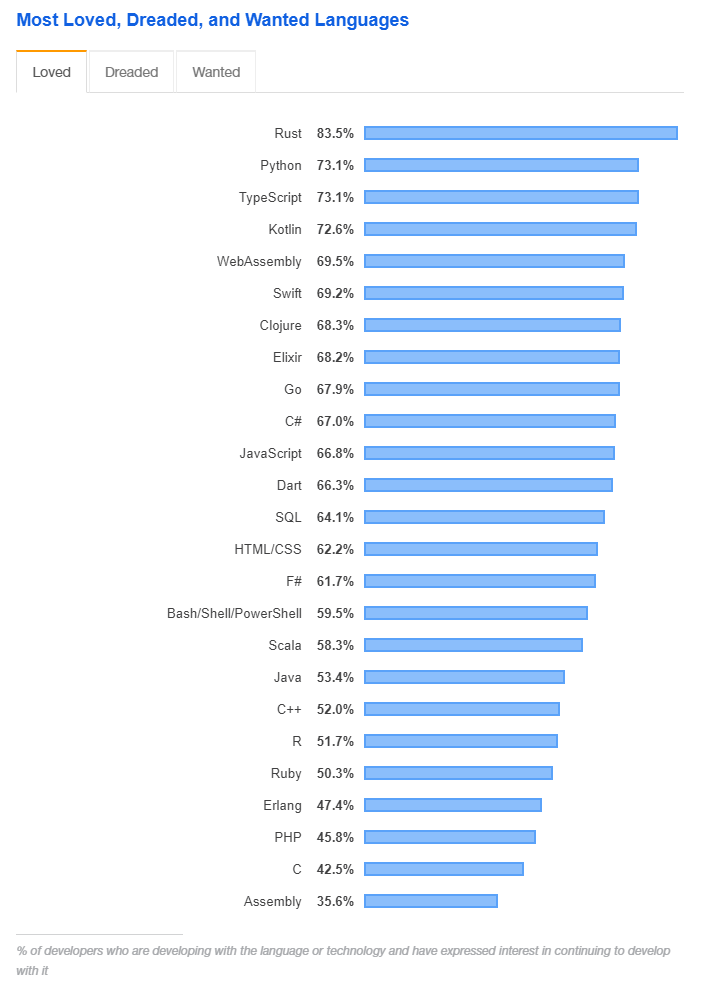 Most Loved, Dreaded, and Wanted Languages
Loved Dreaded Wanted
Rust 83.5%
Python 73.1%
TypeScript 73.1%
Kotlin 72.6%
WebAssembly 69.5%
Swift 69.2%
Clojure 68.3%
Elixir 68.2%
Go 67.9%
C# 67.0%
JavaScript 66.8%
Dart 66.3%
SQL 64.1%
HTML/CSS 62.2%
F# 61.7%
Bash/Shell/PowerShell 59.5%
Scala 58.3%
Java 53.4%
C++ 52.0%
R 51.7%
Ruby 50.3%
Erlang 47.4%
PHP 45.8%
C 42.5%
Assembly 35.6%
% of developers who are developing with the language or technology and have expressed interest in continuing to develop
with it